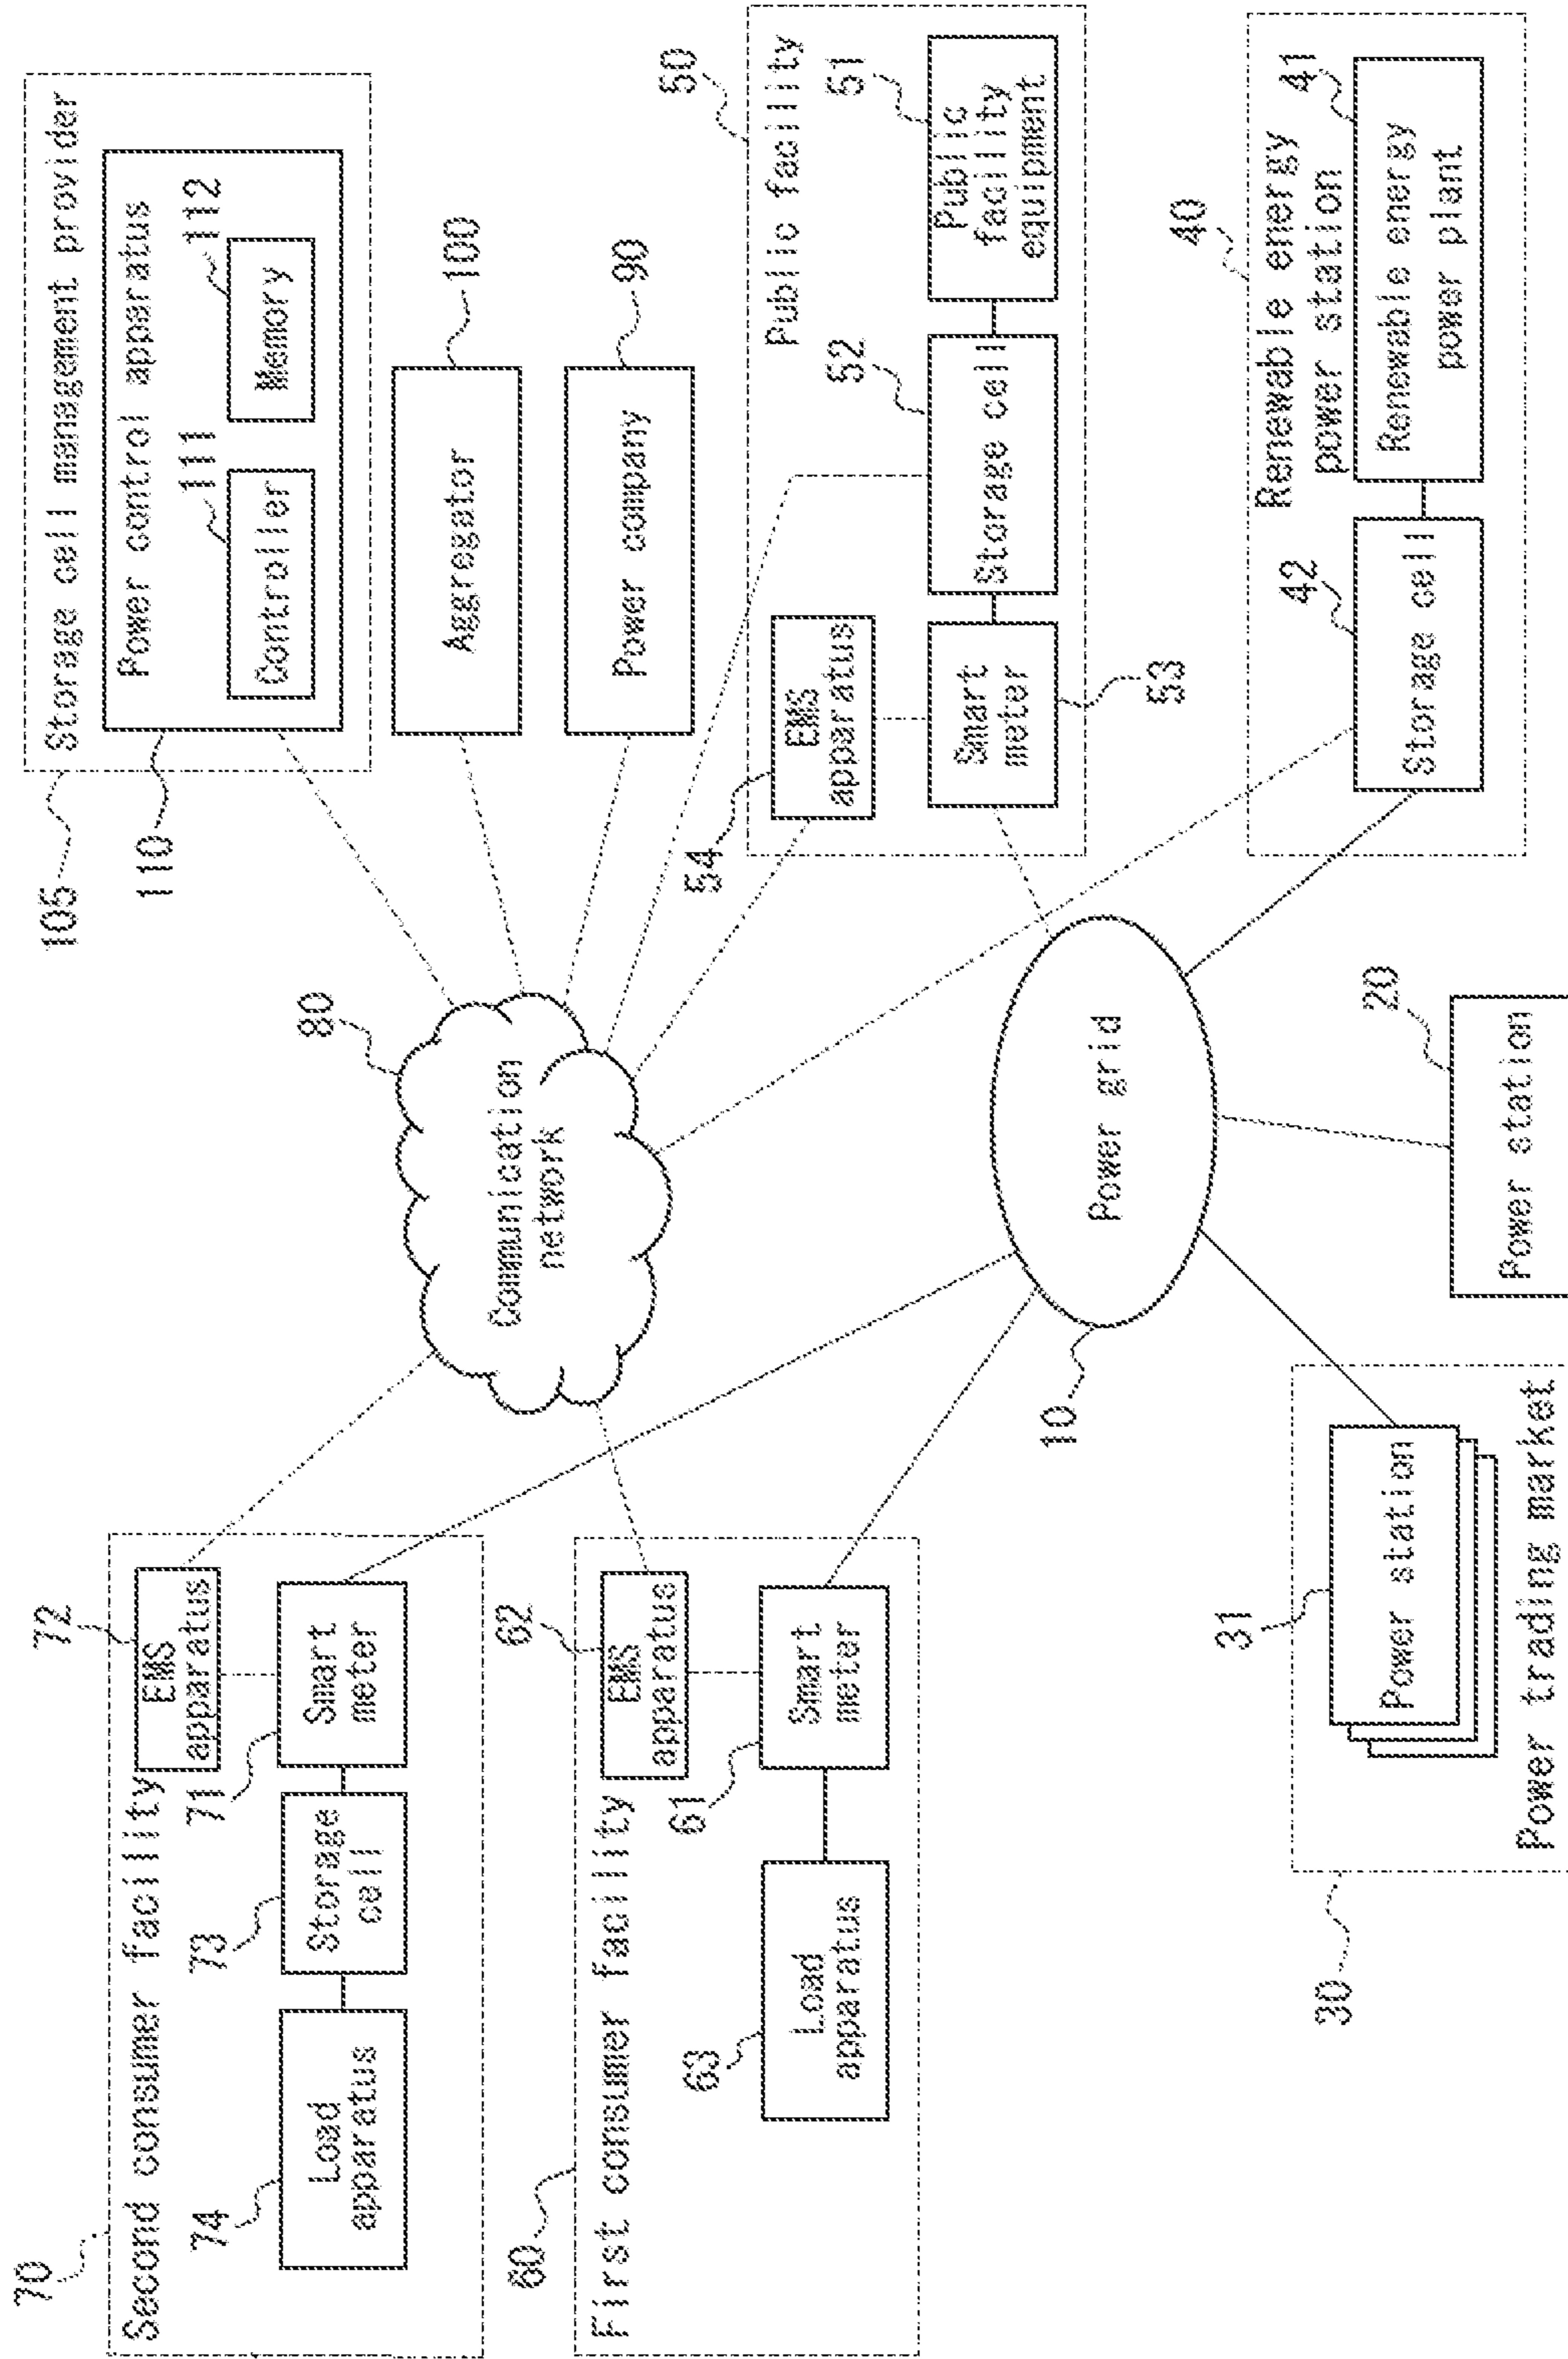 70
Second consumer facility
72
EMS
apparatus
71
Smart
meter
73
Storage
cell
74
Load
apparatus
60
First consumer facility
62
EMS
apparatus
61
Smart
meter
63
Load
apparatus
80
Communication
network
10
Power grid
30
31
Power station
Power trading market
20
Power station
105
Storage cell management provider
110
Power control apparatus
111
Controller
112
Memory
100
Aggregator
90
Power company
50
Public facility
54
EMS
apparatus
53
Smart
meter
52
Storage cell
51
Public
facility
equipment
40
Renewable energy
power station
42
Storage cell
41
Renewable energy
power plant